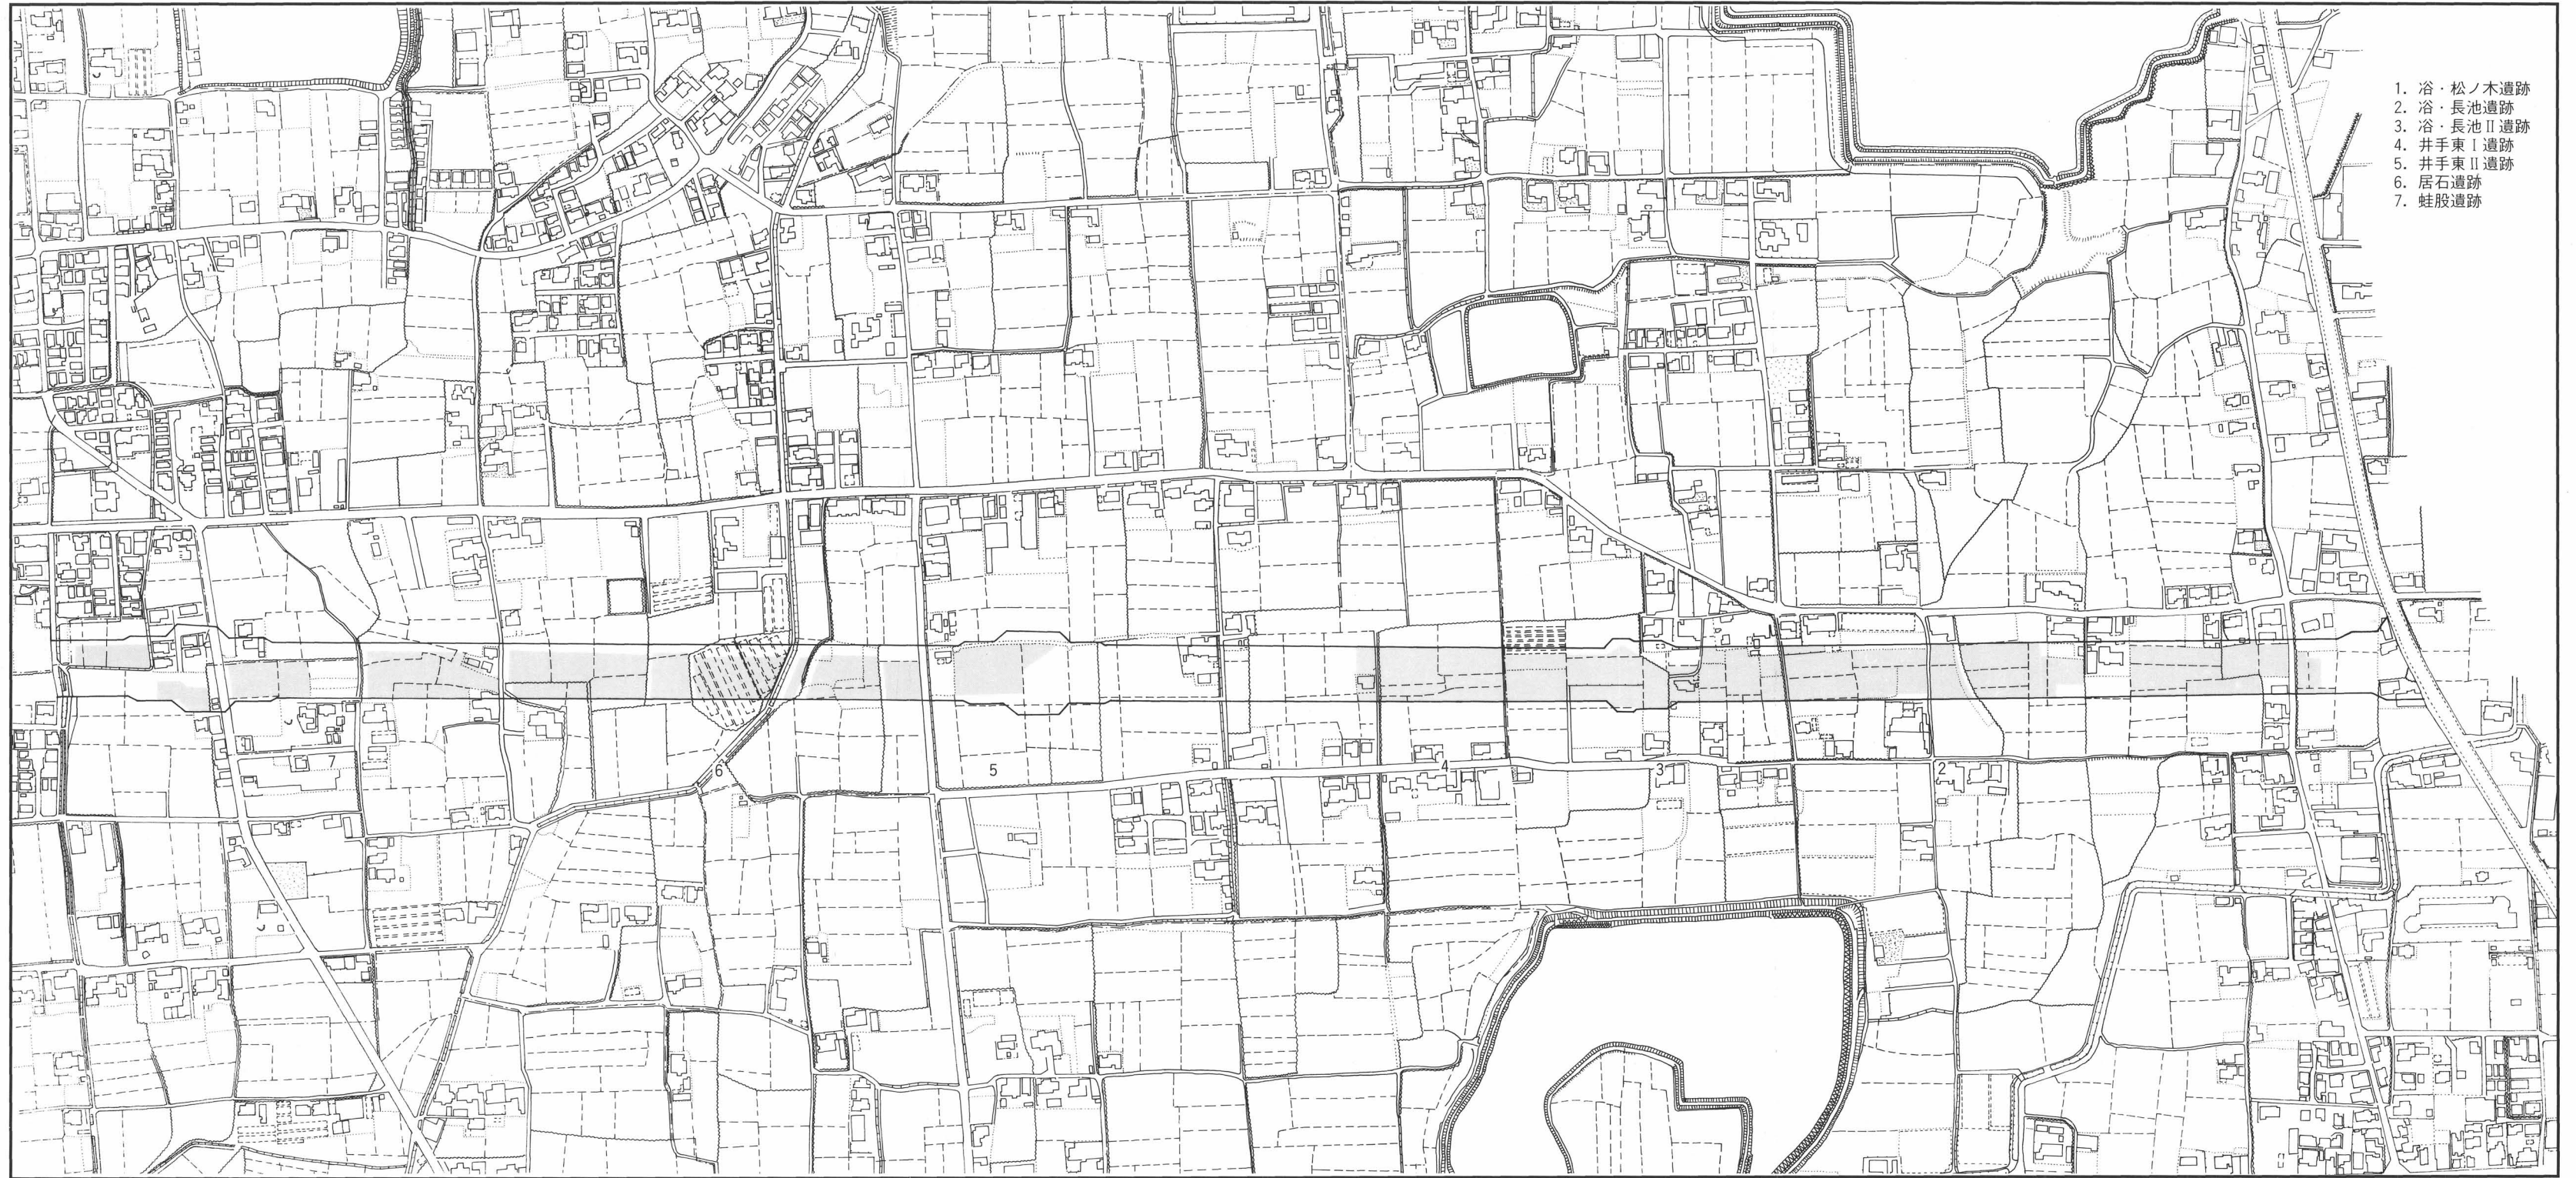 1. 浴・松ノ木遺跡
2. 浴・長池遺跡
3. 浴・長池Ⅱ遺跡
4. 井手東Ⅰ遺跡
5. 井手東Ⅱ遺跡
6. 居石遺跡
7. 蛙股遺跡
7
6
5
4
3
2
1